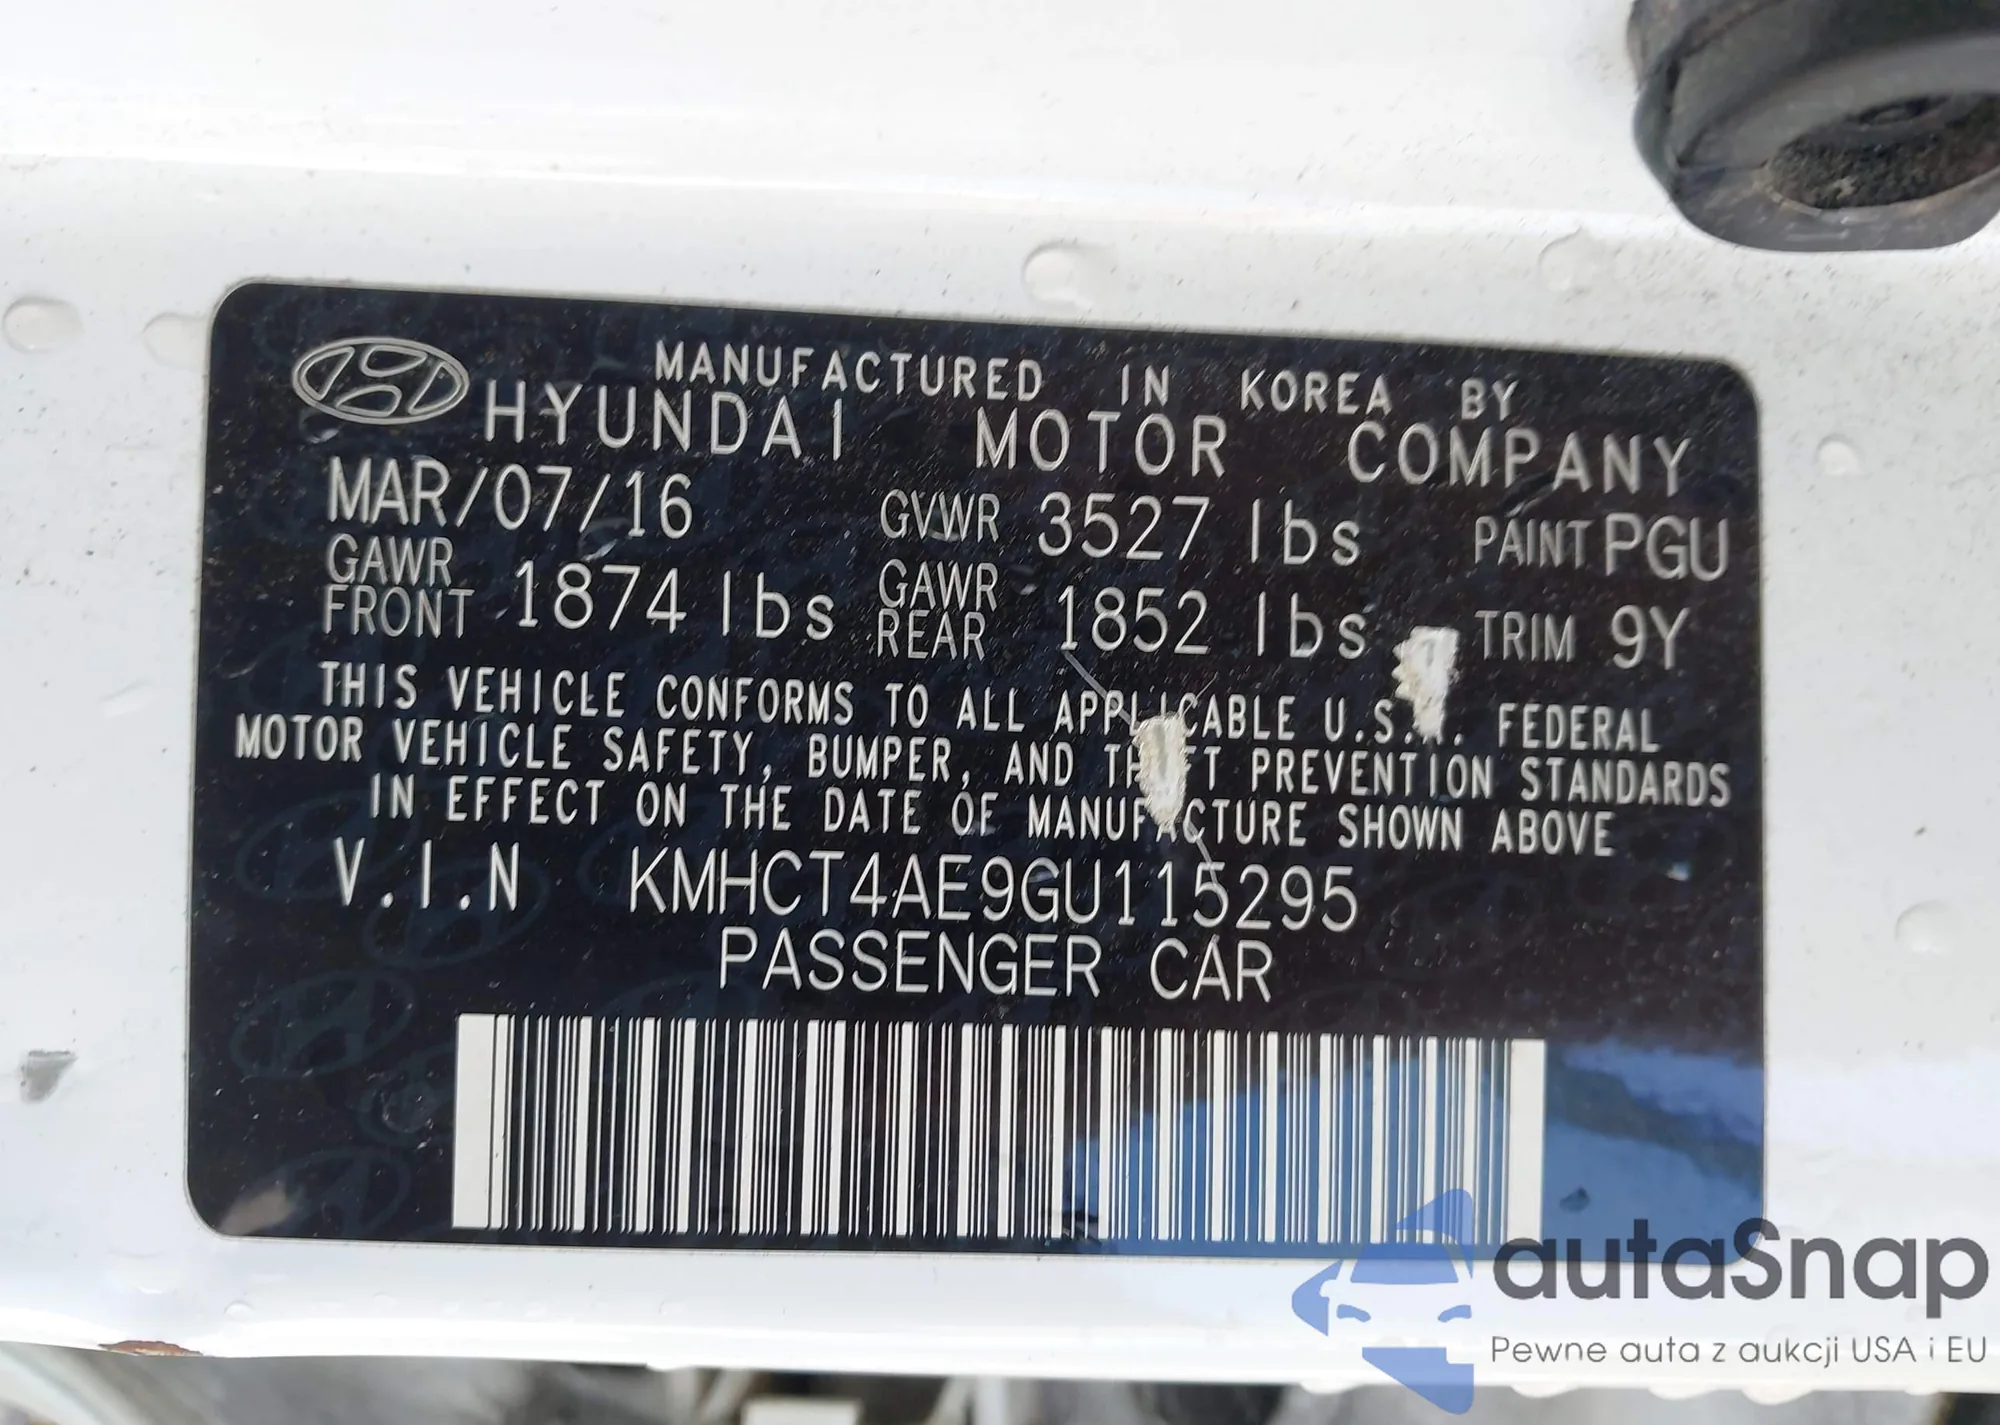 MANUFACTURED IN KOREA BY
HYUNDAI MOTOR COMPANY
MAR/07/16 GVWR 3527 lbs PAINT PGU
GAWR FRONT 1874 lbs GAWR REAR 1852 lbs TRIM 9Y
THIS VEHICLE CONFORMS TO ALL APPLICABLE U.S.A. FEDERAL
MOTOR VEHICLE SAFETY, BUMPER, AND THEFT PREVENTION STANDARDS
IN EFFECT ON THE DATE OF MANUFACTURE SHOWN ABOVE
V.I.N KMHCT4AE9GU115295
PASSENGER CAR
autaSnap
Pewne auta z aukcji USA i EU